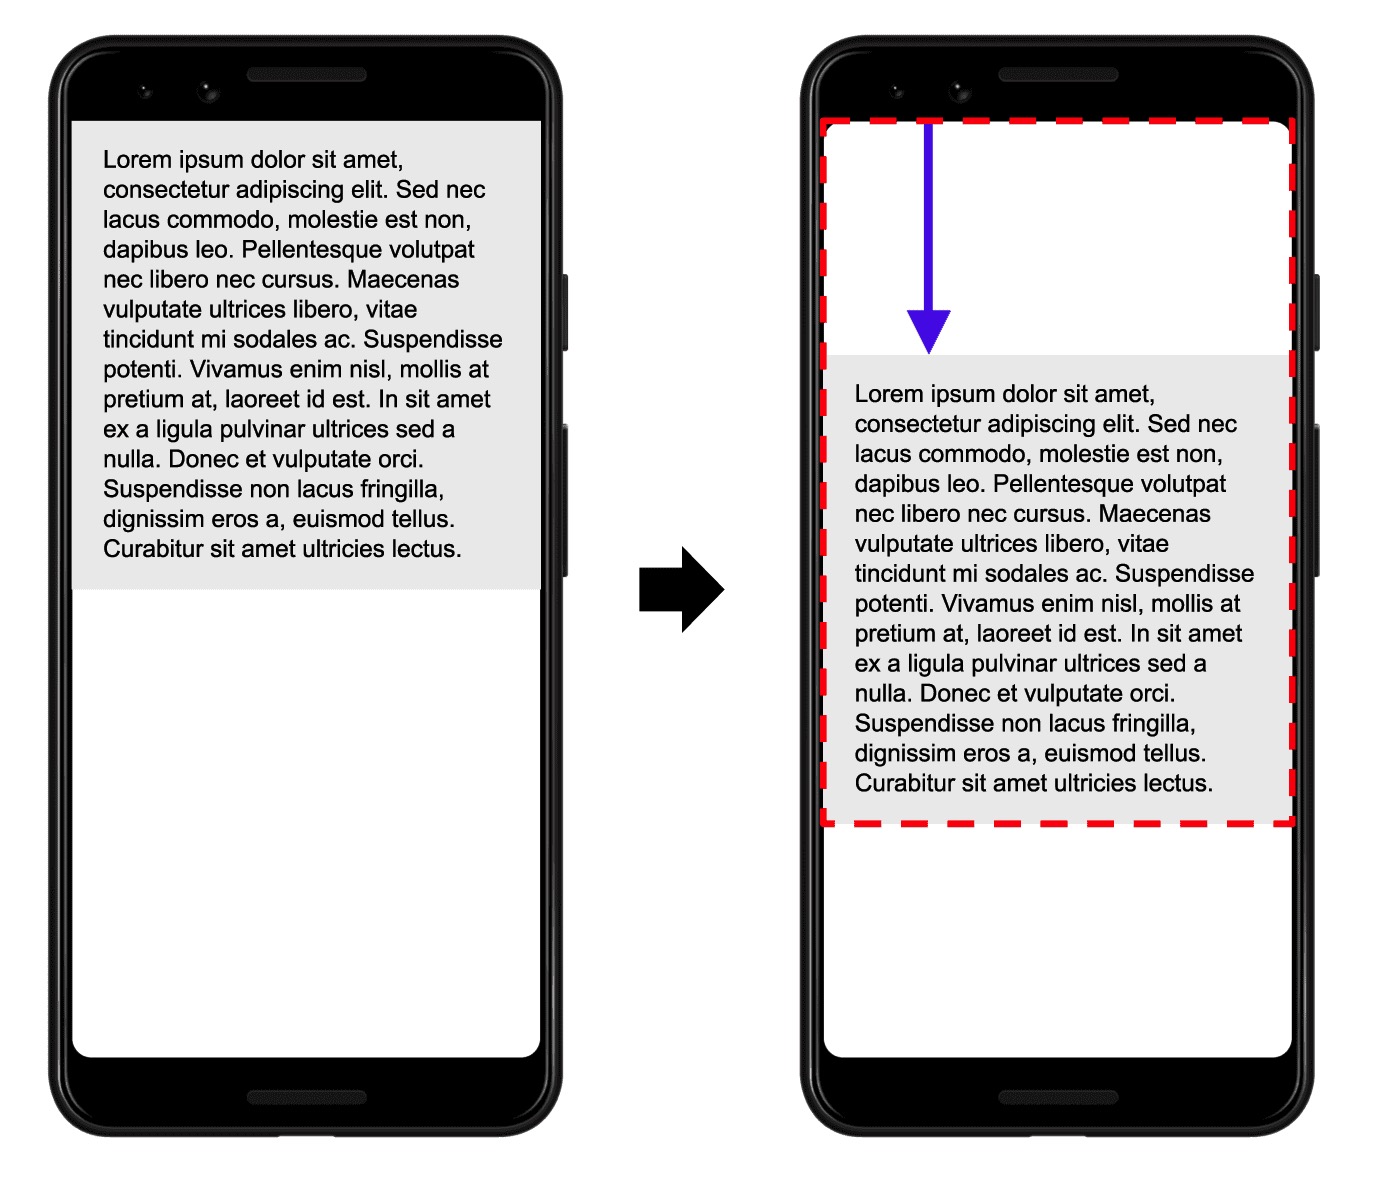 Lorem ipsum dolor sit amet,
consectetur adipiscing elit. Sed nec
lacus commodo, molestie est non,
dapibus leo. Pellentesque volutpat
nec libero nec cursus. Maecenas
vulputate ultrices libero, vitae
tincidunt mi sodales ac. Suspendisse
potenti. Vivamus enim nisl, mollis at
pretium at, laoreet id est. In sit amet
ex a ligula pulvinar ultrices sed a
nulla. Donec et vulputate orci.
Suspendisse non lacus fringilla,
dignissim eros a, euismod tellus.
Curabitur sit amet ultricies lectus.
Lorem ipsum dolor sit amet,
consectetur adipiscing elit. Sed nec
lacus commodo, molestie est non,
dapibus leo. Pellentesque volutpat
nec libero nec cursus. Maecenas
vulputate ultrices libero, vitae
tincidunt mi sodales ac. Suspendisse
potenti. Vivamus enim nisl, mollis at
pretium at, laoreet id est. In sit amet
ex a ligula pulvinar ultrices sed a
nulla. Donec et vulputate orci.
Suspendisse non lacus fringilla,
dignissim eros a, euismod tellus.
Curabitur sit amet ultricies lectus.